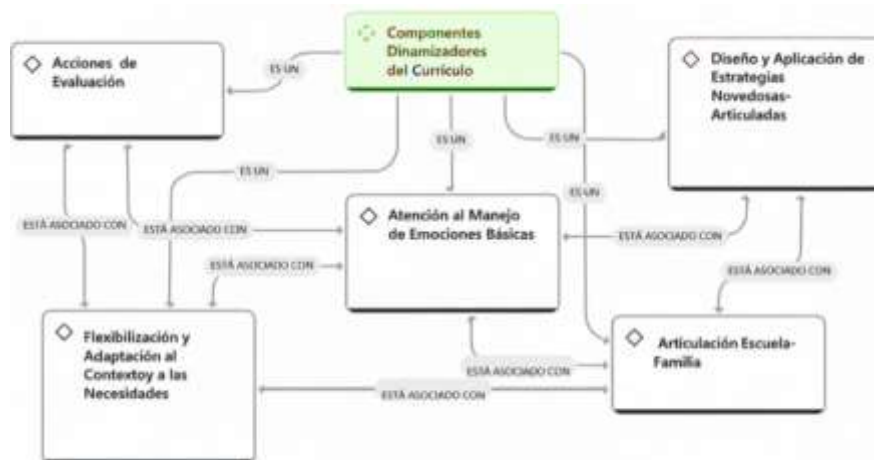 Componentes
Dinamizadores
del Currículo
Acciones de
Evaluación
Diseño y Aplicación de
Estrategias
Novedosas-
Articuladas
ES UN
ES UN
ES UN
ES UN
ES UN
Atención al Manejo
de Emociones Básicas
ESTÁ ASOCIADO CON
ESTÁ ASOCIADO CON
ESTÁ ASOCIADO CON
ESTÁ ASOCIADO CON
ESTÁ ASOCIADO CON
Flexibilización y
Adaptación al
Contextoy a las
Necesidades
Articulación Escuela-
Familia
ESTÁ ASOCIADO CON
ESTÁ ASOCIADO CON